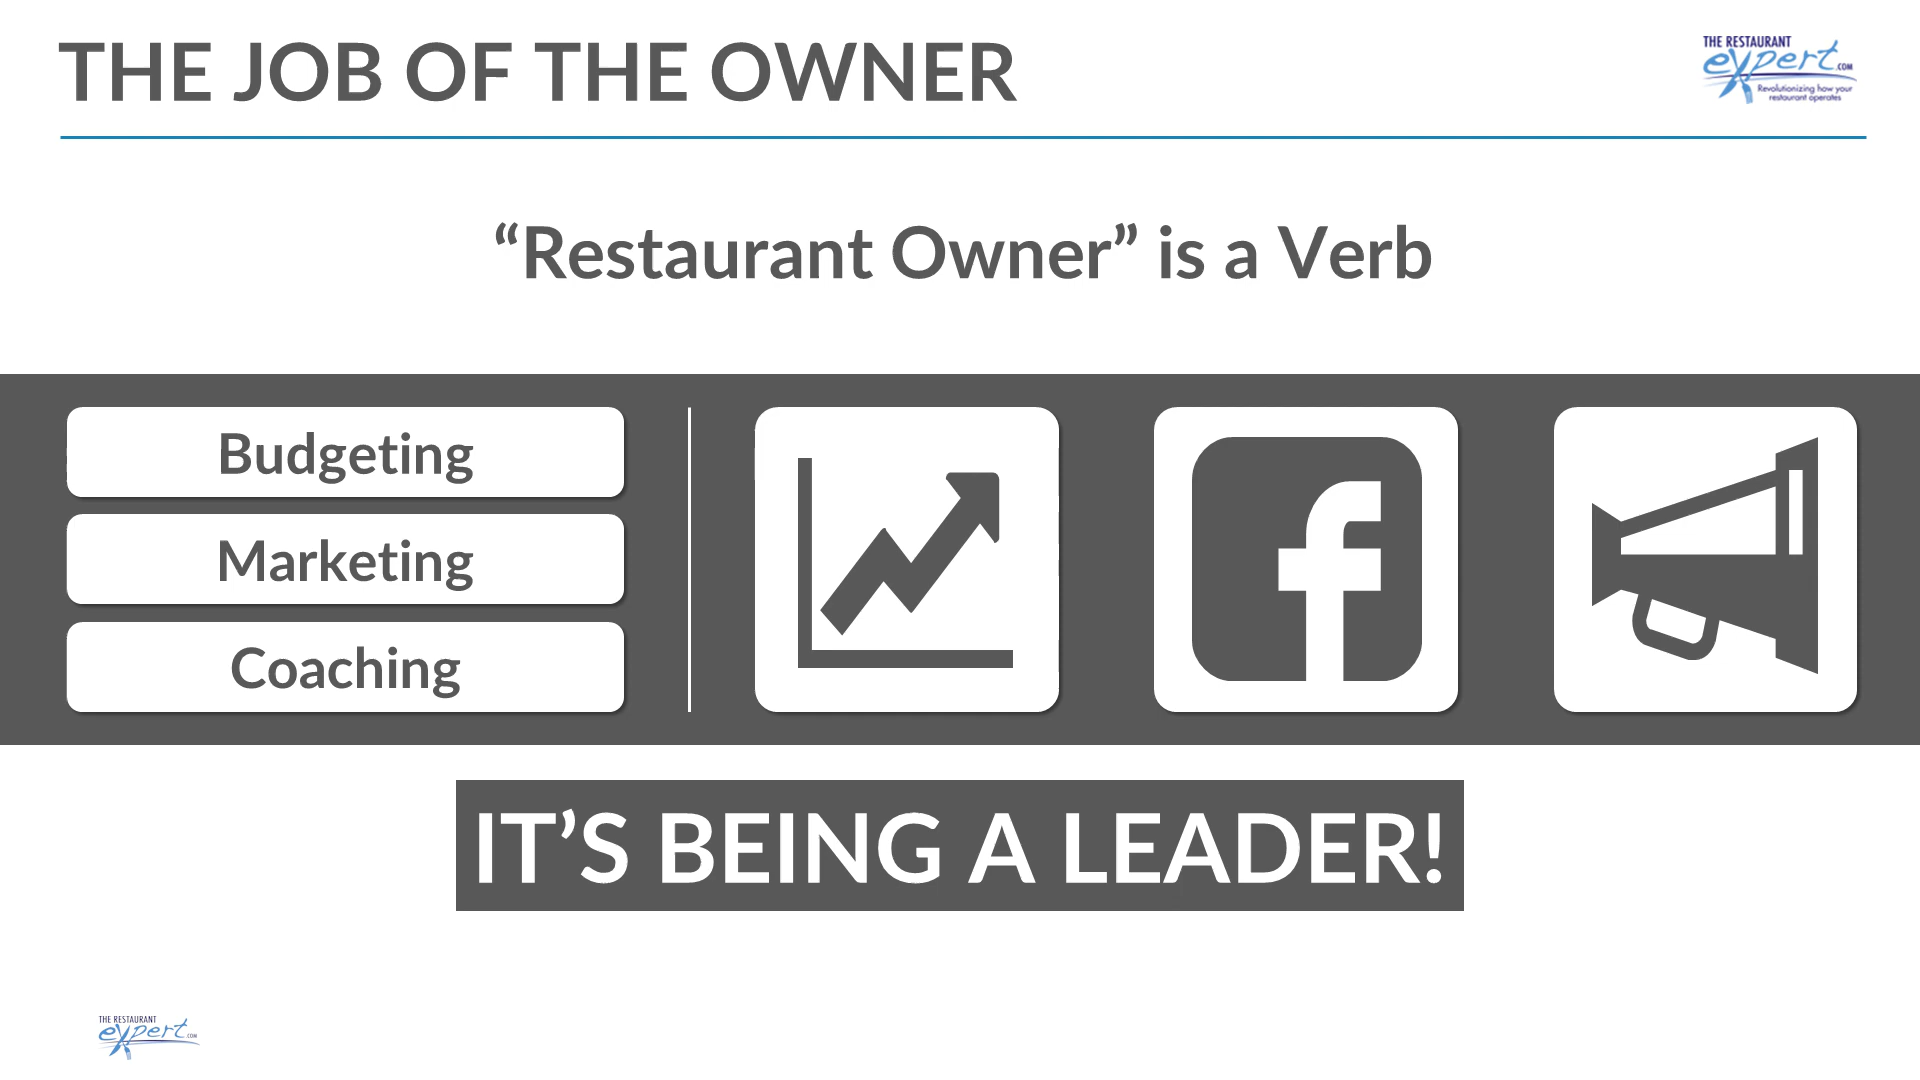 THE JOB OF THE OWNER
THE RESTAURANT
expert.COM
Revolutionizing how your
restaurant operates
“Restaurant Owner” is a Verb
Budgeting
Marketing
Coaching
IT’S BEING A LEADER!
THE RESTAURANT
expert.COM